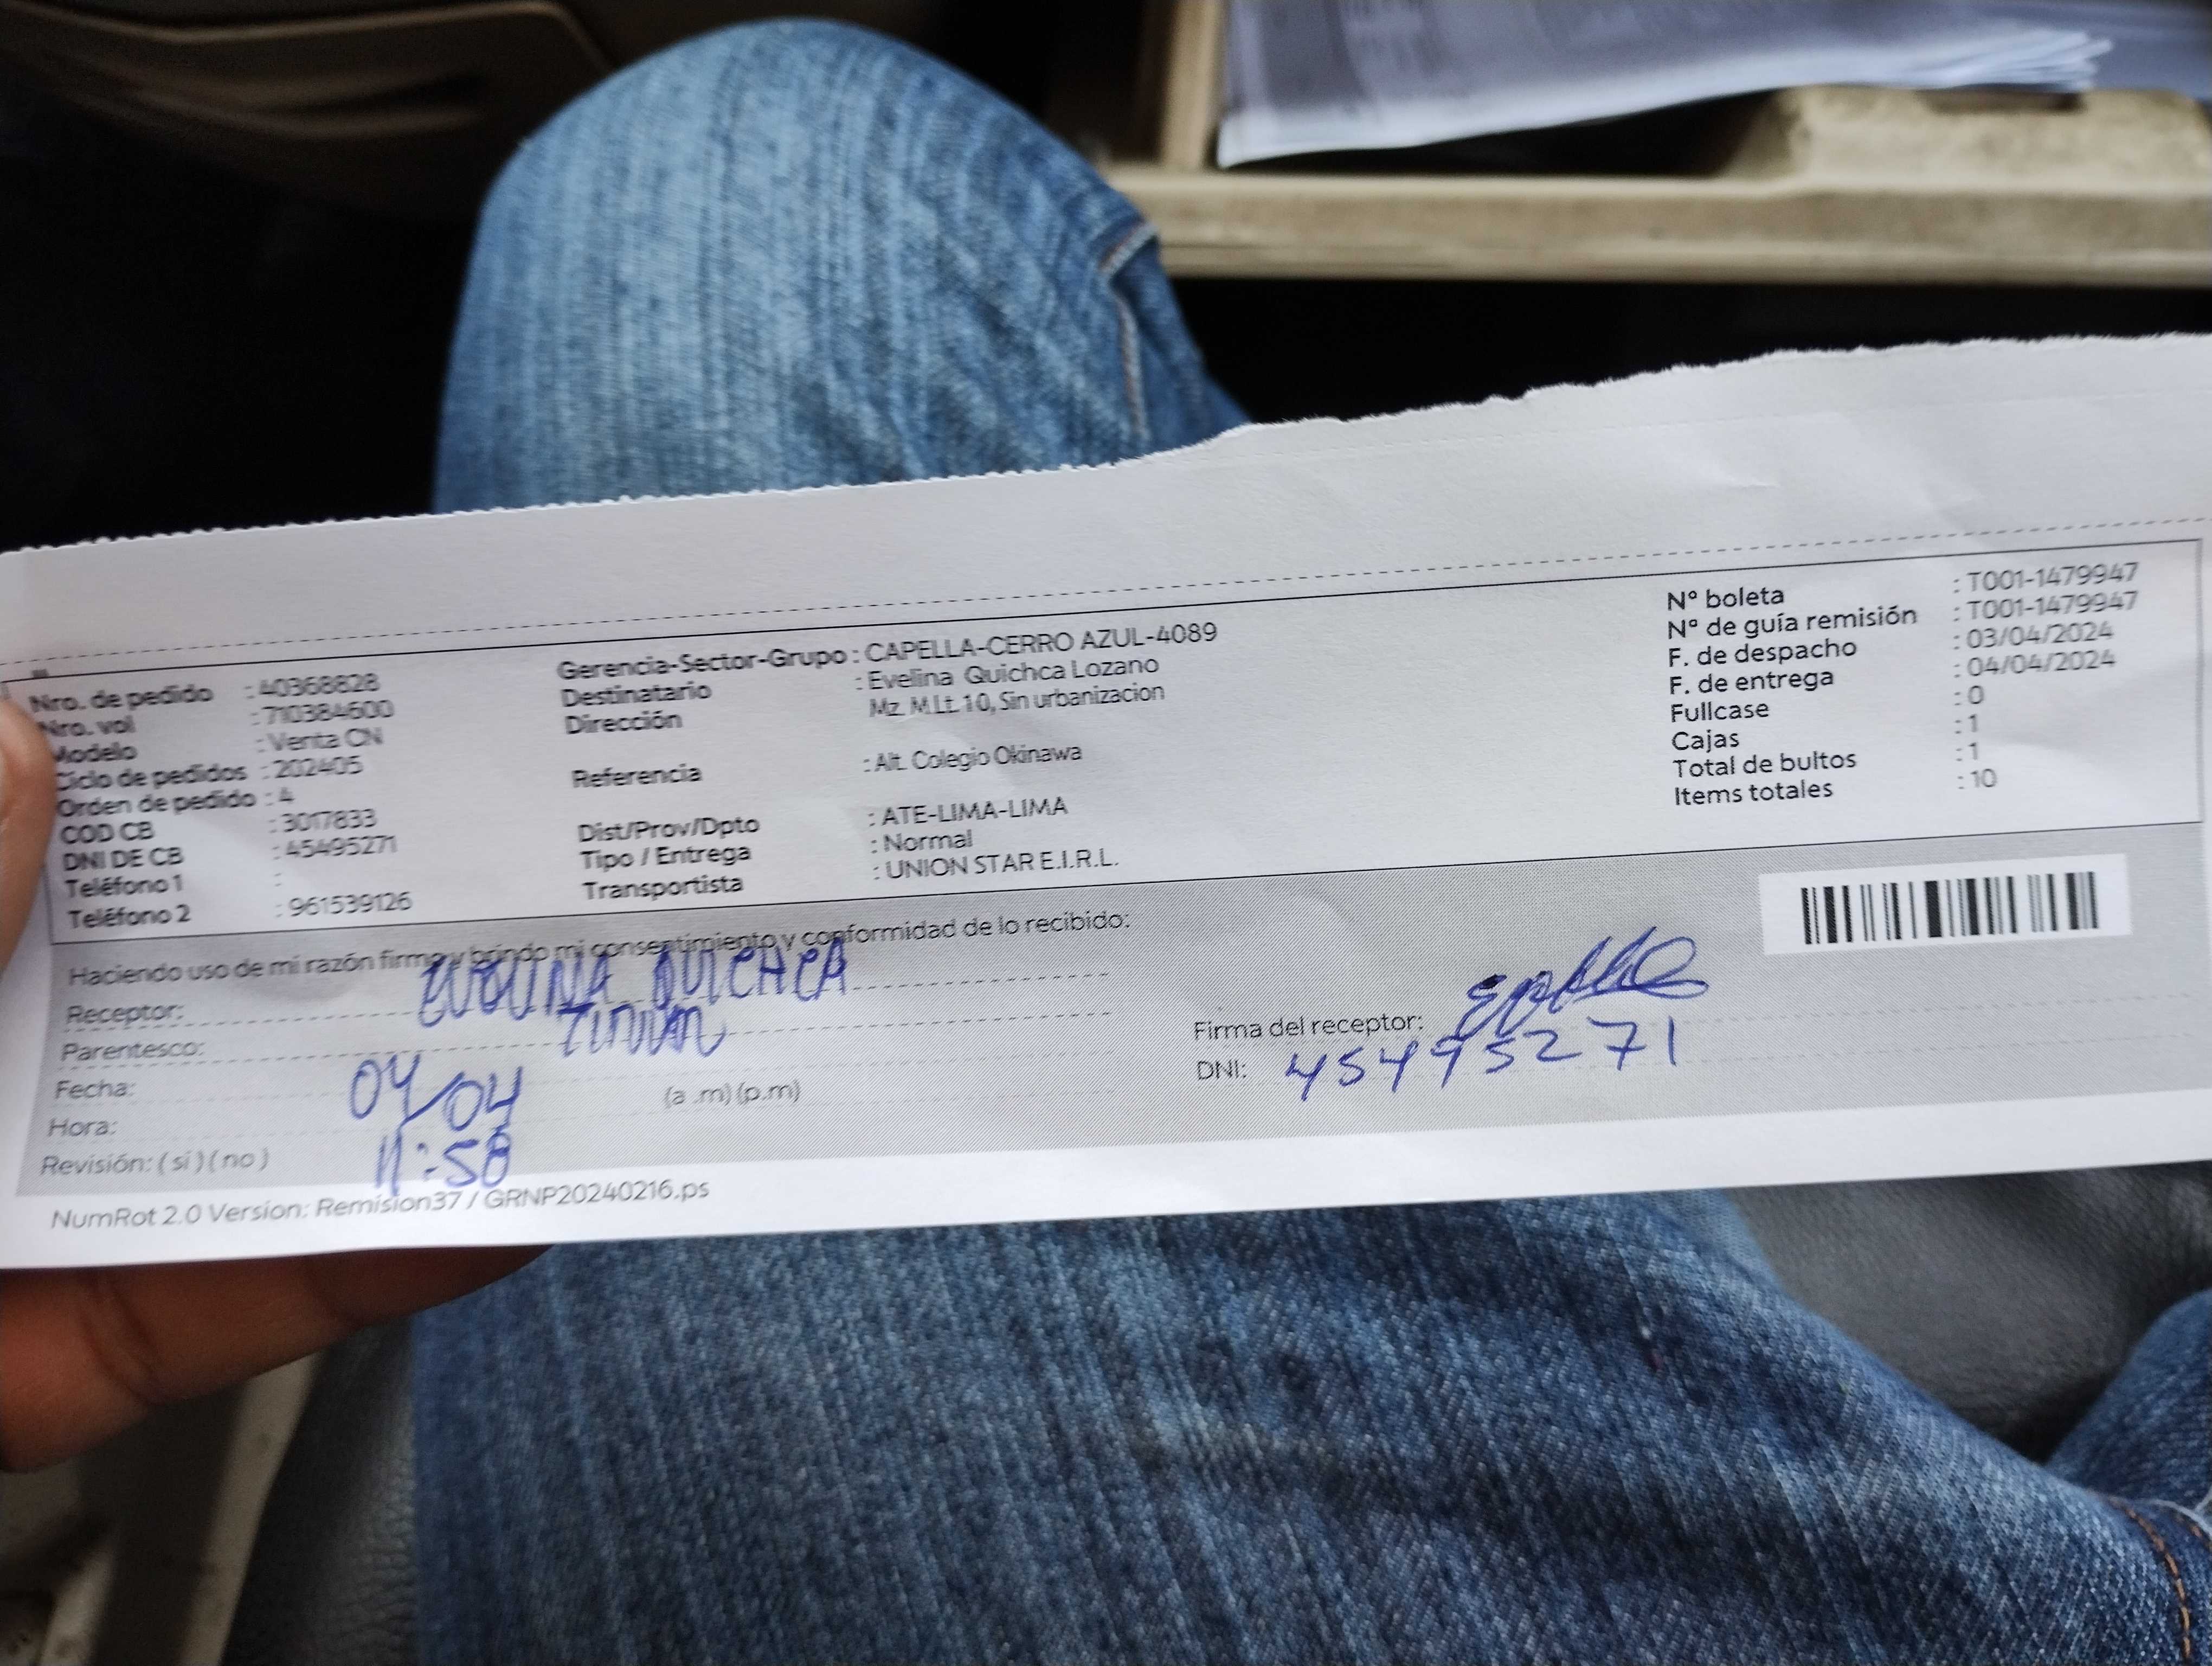 Nro. de pedido : 40368828
Nro. vol : 710384600
Modelo : Venta CN
Ciclo de pedidos : 202405
Orden de pedido : 4
COD CB : 3017833
DNI DE CB : 45495271
Teléfono 1 :
Teléfono 2 : 961539126
Gerencia-Sector-Grupo : CAPELLA-CERRO AZUL-4089
Destinatario : Evelina Quichca Lozano
Dirección Mz. M Lt. 10, Sin urbanizacion
Referencia : Alt. Colegio Okinawa
Dist/Prov/Dpto : ATE-LIMA-LIMA
Tipo / Entrega : Normal
Transportista : UNION STAR E.I.R.L.
N° boleta : T001-1479947
N° de guía remisión : T001-1479947
F. de despacho : 03/04/2024
F. de entrega : 04/04/2024
Fullcase : 0
Cajas : 1
Total de bultos : 1
Items totales : 10
Haciendo uso de mi razón firmo y brindo mi consentimiento y conformidad de lo recibido:
Receptor: QUICHCA
Parentesco:
Fecha: 04/04
Hora: 11:58 (a .m) (p.m)
Revisión: ( si ) ( no )
Firma del receptor:
DNI: 45495271
NumRot 2.0 Version: Remision37 / GRNP20240216.ps